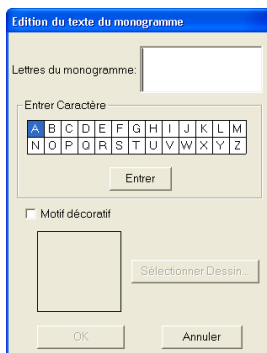 Edition du texte du monogramme
Lettres du monogramme:
Entrer Caractère
A B C D E F G H I J K L M
N O P Q R S T U V W X Y Z
Entrer
Motif décoratif
Sélectionner Dessin...
OK Annuler